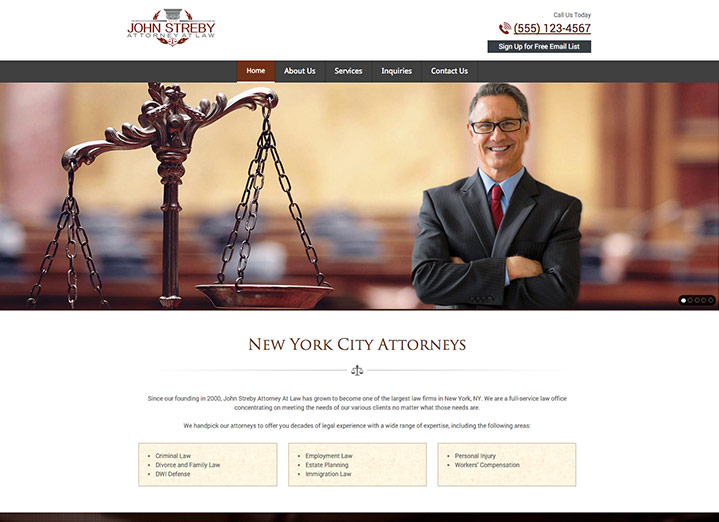 JOHN STREBY
ATTORNEY AT LAW
Call Us Today
(555) 123-4567
Sign Up for Free Email List
Home About Us Services Inquiries Contact Us
New York City Attorneys
Since our founding in 2000, John Streby Attorney At Law has grown to become one of the largest law firms in New York, NY. We are a full-service law office
concentrating on meeting the needs of our various clients no matter what those needs are.
We handpick our attorneys to offer you decades of legal experience with a wide range of expertise, including the following areas:
• Criminal Law
• Divorce and Family Law
• DWI Defense
• Employment Law
• Estate Planning
• Immigration Law
• Personal Injury
• Workers' Compensation